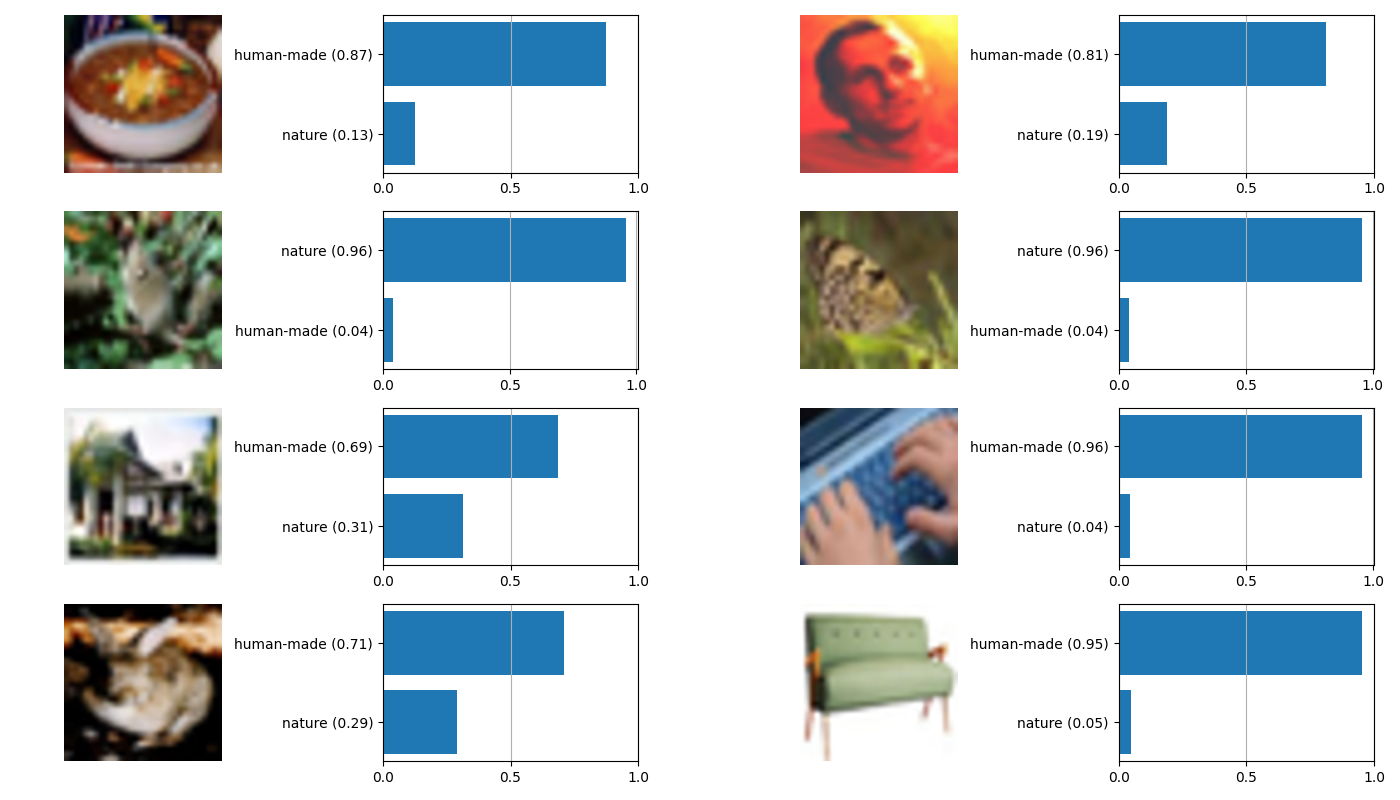 human-made (0.87)
nature (0.13)
0.0 0.5 1.0
human-made (0.81)
nature (0.19)
0.0 0.5 1.0
nature (0.96)
human-made (0.04)
0.0 0.5 1.0
nature (0.96)
human-made (0.04)
0.0 0.5 1.0
human-made (0.69)
nature (0.31)
0.0 0.5 1.0
human-made (0.96)
nature (0.04)
0.0 0.5 1.0
human-made (0.71)
nature (0.29)
0.0 0.5 1.0
human-made (0.95)
nature (0.05)
0.0 0.5 1.0